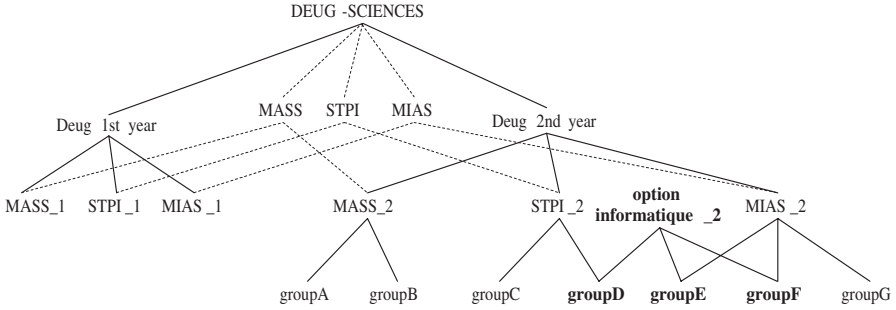 DEUG -SCIENCES
MASS STPI MIAS
Deug 1st year Deug 2nd year
MASS_1 STPI _1 MIAS _1 MASS_2 STPI _2 option MIAS _2
informatique _2
groupA groupB groupC groupD groupE groupF groupG